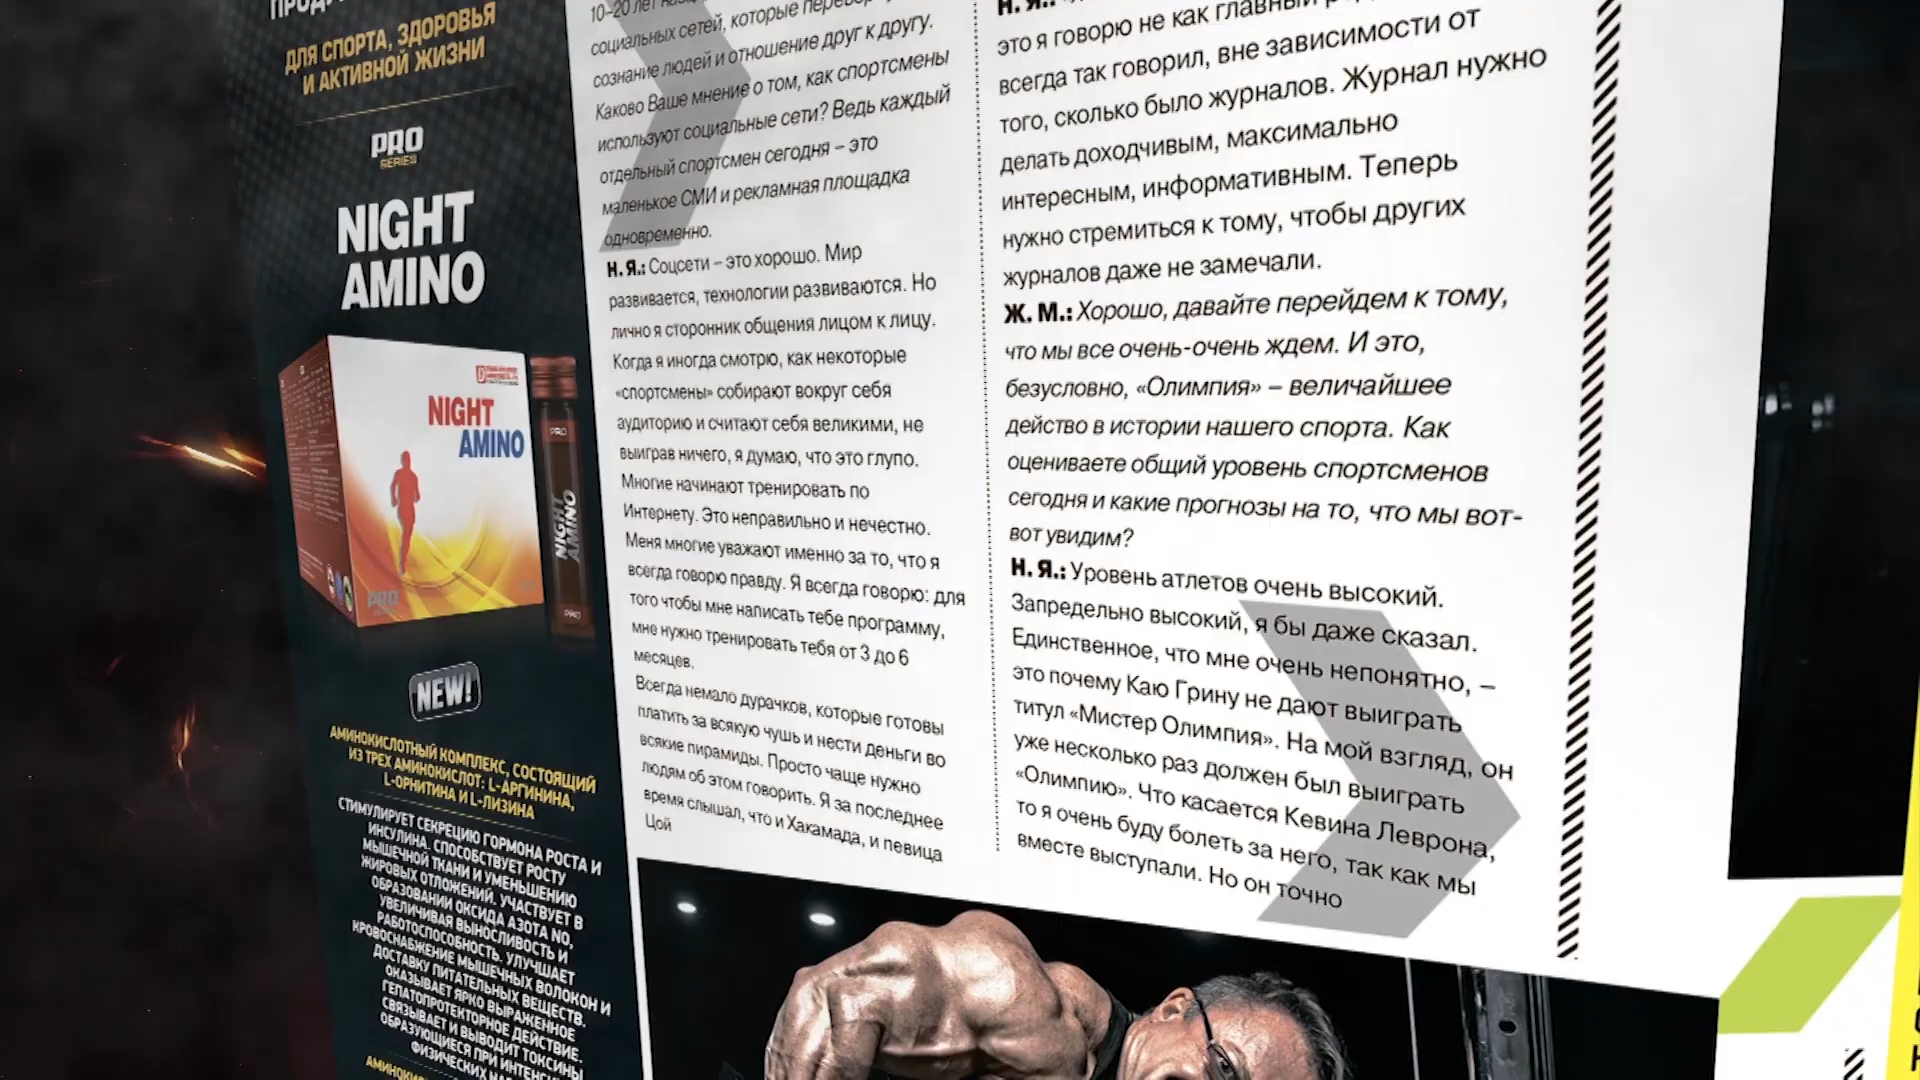 ДЛЯ СПОРТА, ЗДОРОВЬЯ
И АКТИВНОЙ ЖИЗНИ
PRO
SERIES
NIGHT
AMINO
NIGHT
AMINO
PRO
PRO
NIGHT
AMINO
PRO
NEW!
АМИНОКИСЛОТНЫЙ КОМПЛЕКС, СОСТОЯЩИЙ
ИЗ ТРЕХ АМИНОКИСЛОТ: L-АРГИНИНА,
L-ОРНИТИНА И L-ЛИЗИНА
СТИМУЛИРУЕТ СЕКРЕЦИЮ ГОРМОНА РОСТА И
ИНСУЛИНА. СПОСОБСТВУЕТ РОСТУ
МЫШЕЧНОЙ ТКАНИ И УМЕНЬШЕНИЮ
ЖИРОВЫХ ОТЛОЖЕНИЙ. УЧАСТВУЕТ В
ОБРАЗОВАНИИ ОКСИДА АЗОТА NO,
УВЕЛИЧИВАЯ ВЫНОСЛИВОСТЬ И
РАБОТОСПОСОБНОСТЬ. УЛУЧШАЕТ
КРОВОСНАБЖЕНИЕ МЫШЕЧНЫХ ВОЛОКОН И
ДОСТАВКУ ПИТАТЕЛЬНЫХ ВЕЩЕСТВ.
ОКАЗЫВАЕТ ЯРКО ВЫРАЖЕННОЕ
ГЕПАТОПРОТЕКТОРНОЕ ДЕЙСТВИЕ.
СВЯЗЫВАЕТ И ВЫВОДИТ ТОКСИНЫ
ОБРАЗУЮЩИЕСЯ ПРИ
10–20 лет
социальных сетей, которые
сознание людей и отношение друг к другу.
Каково Ваше мнение о том, как спортсмены
используют социальные сети? Ведь каждый
отдельный спортсмен сегодня – это
маленькое СМИ и рекламная площадка
одновременно.
Н. Я.: Соцсети – это хорошо. Мир
развивается, технологии развиваются. Но
лично я сторонник общения лицом к лицу.
Когда я иногда смотрю, как некоторые
«спортсмены» собирают вокруг себя
аудиторию и считают себя великими, не
выиграв ничего, я думаю, что это глупо.
Многие начинают тренировать по
Интернету. Это неправильно и нечестно.
Меня многие уважают именно за то, что я
всегда говорю правду. Я всегда говорю: для
того чтобы мне написать тебе программу,
мне нужно тренировать тебя от 3 до 6
месяцев.
Всегда немало дурачков, которые готовы
платить за всякую чушь и нести деньги во
всякие пирамиды. Просто чаще нужно
людям об этом говорить. Я за последнее
время слышал, что и Хакамада, и певица
Цой
Н. Я.:
это я говорю не как главный
всегда так говорил, вне зависимости от
того, сколько было журналов. Журнал нужно
делать доходчивым, максимально
интересным, информативным. Теперь
нужно стремиться к тому, чтобы других
журналов даже не замечали.
Ж. М.: Хорошо, давайте перейдем к тому,
что мы все очень-очень ждем. И это,
безусловно, «Олимпия» – величайшее
действо в истории нашего спорта. Как
оцениваете общий уровень спортсменов
сегодня и какие прогнозы на то, что мы вот-
вот увидим?
Н. Я.: Уровень атлетов очень высокий.
Запредельно высокий, я бы даже сказал.
Единственное, что мне очень непонятно, –
это почему Каю Грину не дают выиграть
титул «Мистер Олимпия». На мой взгляд, он
уже несколько раз должен был выиграть
«Олимпию». Что касается Кевина Леврона,
то я очень буду болеть за него, так как мы
вместе выступали. Но он точно